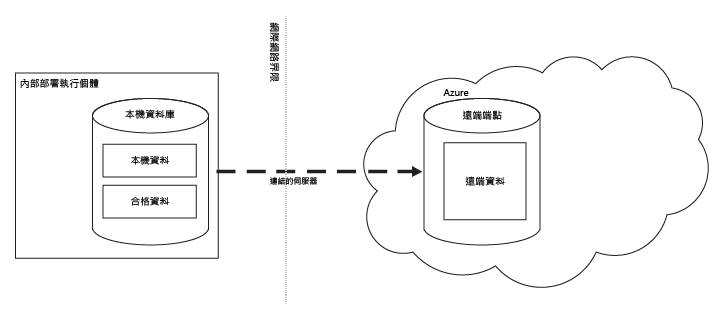 網際網路界限
內部部署執行個體
本機資料庫
本機資料
合格資料
連結的伺服器
Azure
遠端端點
遠端資料